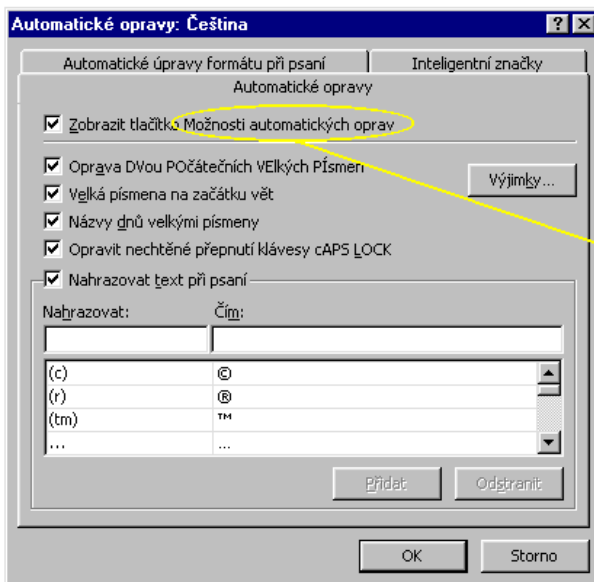 Automatické opravy: Čeština
Automatické úpravy formátu při psaní Inteligentní značky
Automatické opravy
Zobrazit tlačítko Možnosti automatických oprav
Oprava DVou POčátečních VElkých PÍsmen
Výjimky...
Velká písmena na začátku vět
Názvy dnů velkými písmeny
Opravit nechtěné přepnutí klávesy cAPS LOCK
Nahrazovat text při psaní
Nahrazovat: Čím:
(c) ©
(r) ®
(tm) ™
... ...
Přidat Odstranit
OK Storno